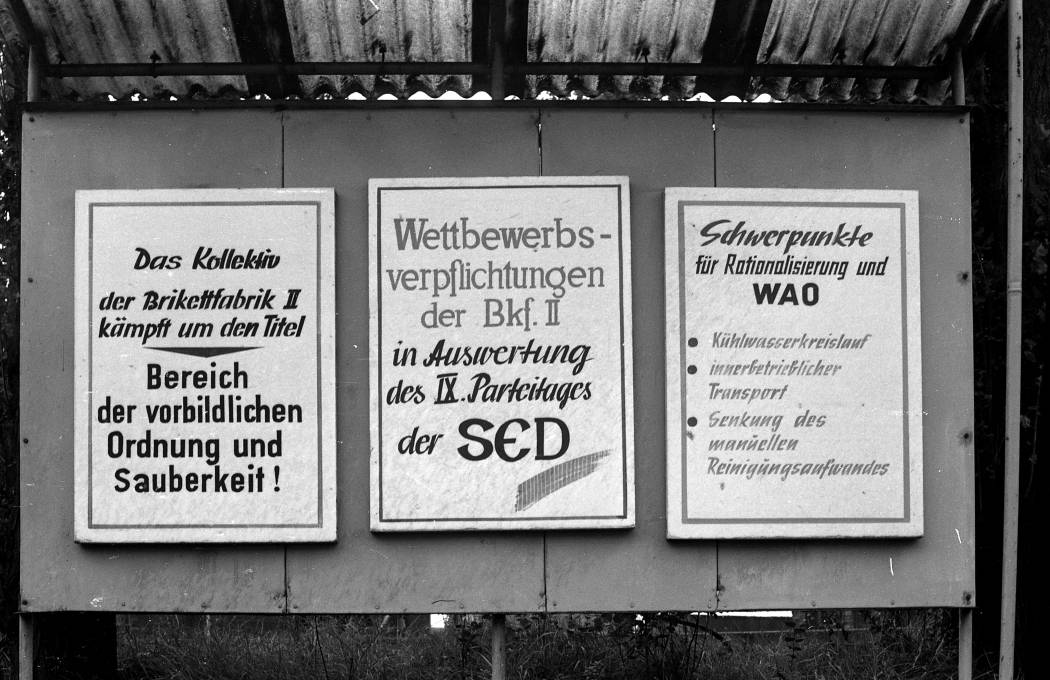 Das Kollektiv
der Brikettfabrik II
kämpft um den Titel
Bereich
der vorbildlichen
Ordnung und
Sauberkeit!
Wettbewerbs-
verpflichtungen
der Bkf. II
in Auswertung
des IX. Parteitages
der SED
Schwerpunkte
für Rationalisierung und
WAO
• Kühlwasserkreislauf
• innerbetrieblicher
Transport
• Senkung des
manuellen
Reinigungsaufwandes